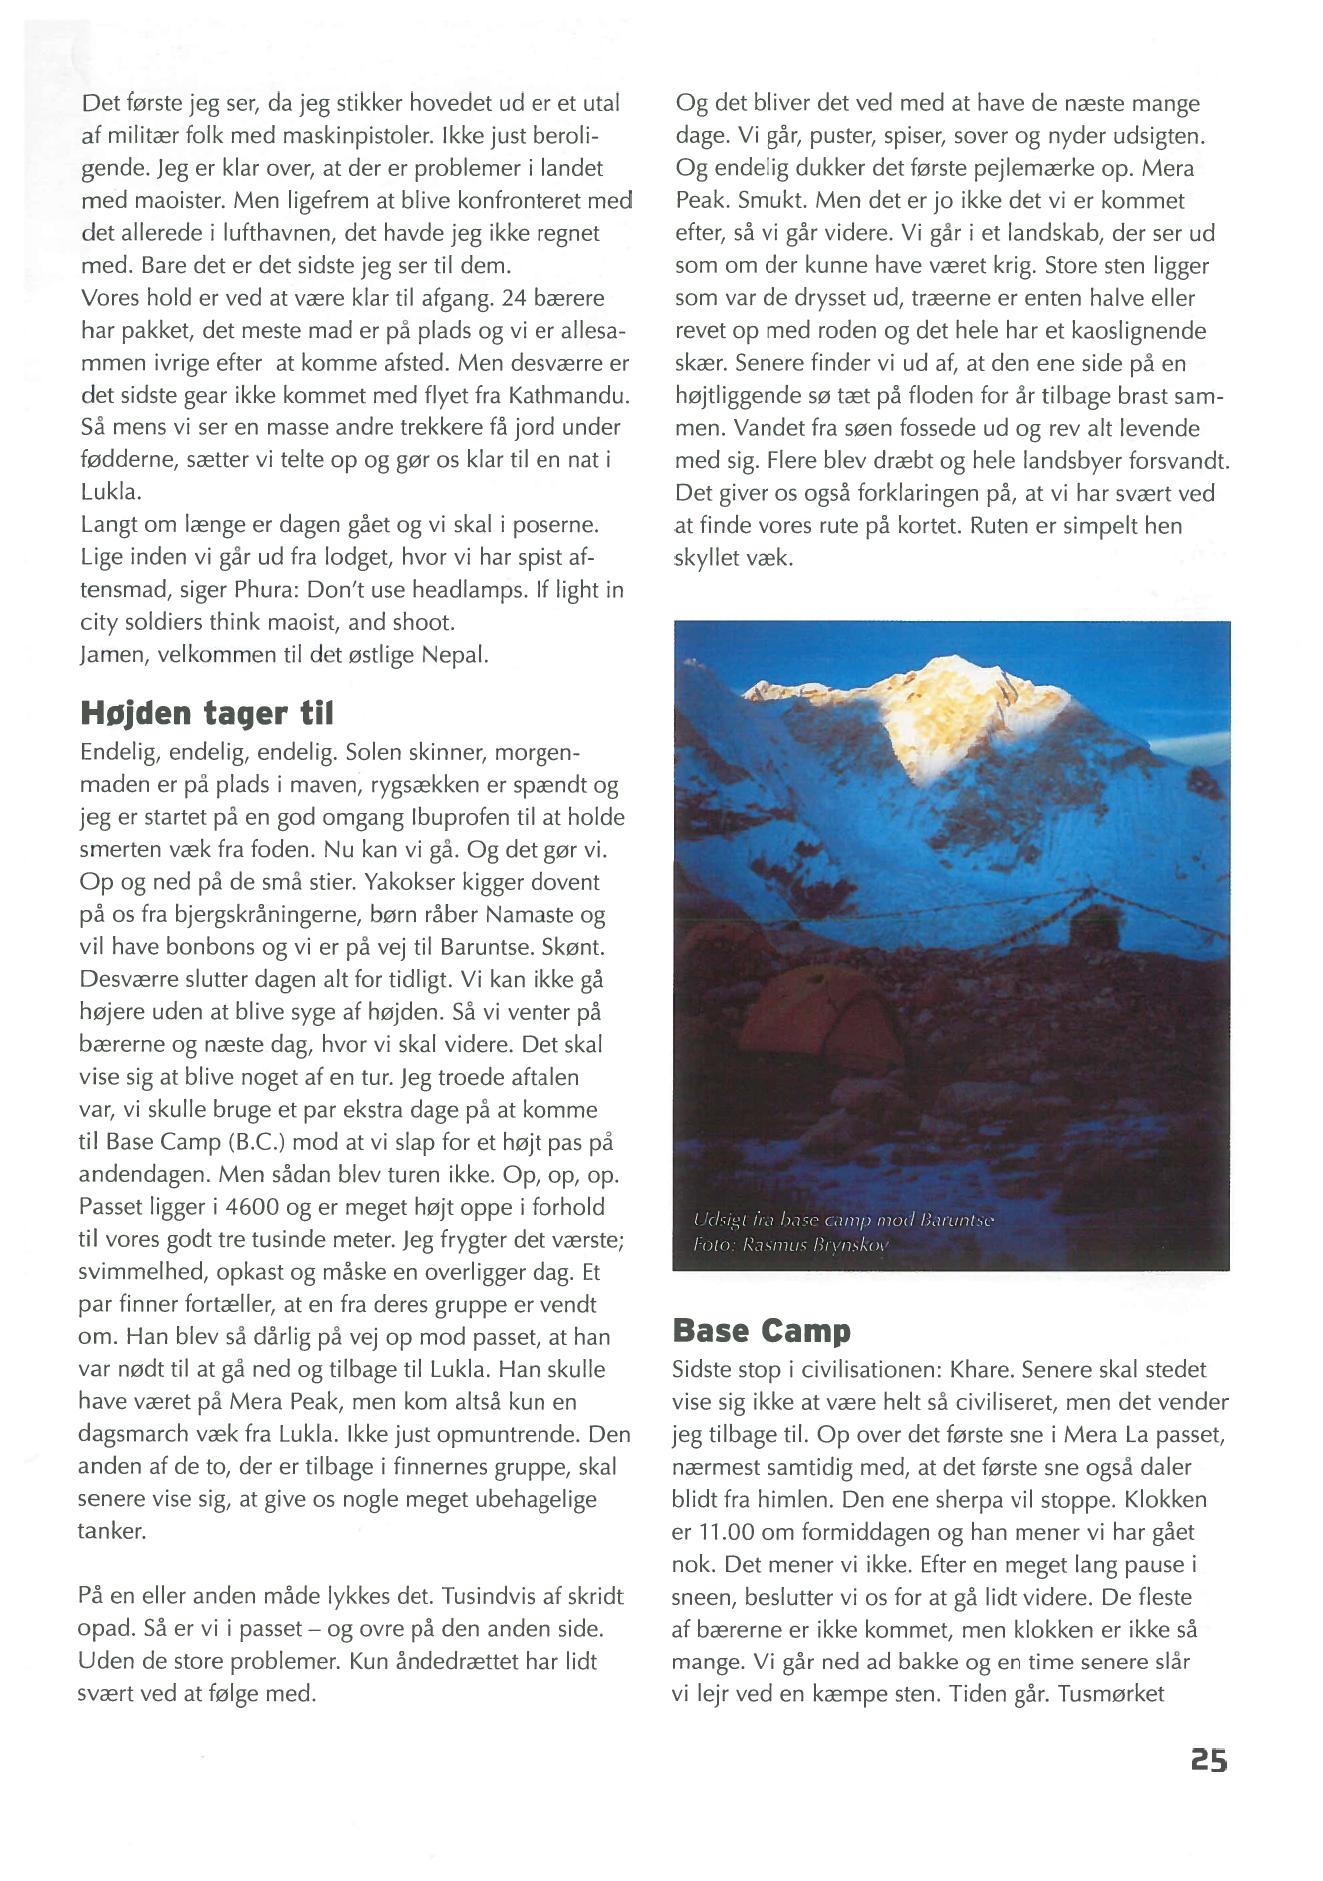 Det første jeg ser, da jeg stikker hovedet ud er et utal
af militær folk med maskinpistoler. Ikke just beroli-
gende. Jeg er klar over, at der er problemer i landet
med maoister. Men ligefrem at blive konfronteret med
det allerede i lufthavnen, det havde jeg ikke regnet
med. Bare det er det sidste jeg ser til dem.
Vores hold er ved at være klar til afgang. 24 bærere
har pakket, det meste mad er på plads og vi er allesa-
mmen ivrige efter at komme afsted. Men desværre er
det sidste gear ikke kommet med flyet fra Kathmandu.
Så mens vi ser en masse andre trekkere få jord under
fødderne, sætter vi telte op og gør os klar til en nat i
Lukla.
Langt om længe er dagen gået og vi skal i poserne.
Lige inden vi går ud fra lodget, hvor vi har spist af-
tensmad, siger Phura: Don't use headlamps. If light in
city soldiers think maoist, and shoot.
Jamen, velkommen til det østlige Nepal.
Højden tager til
Endelig, endelig, endelig. Solen skinner, morgen-
maden er på plads i maven, rygsækken er spændt og
jeg er startet på en god omgang Ibuprofen til at holde
smerten væk fra foden. Nu kan vi gå. Og det gør vi.
Op og ned på de små stier. Yakokser kigger dovent
på os fra bjergskråningerne, børn råber Namaste og
vil have bonbons og vi er på vej til Baruntse. Skønt.
Desværre slutter dagen alt for tidligt. Vi kan ikke gå
højere uden at blive syge af højden. Så vi venter på
bærerne og næste dag, hvor vi skal videre. Det skal
vise sig at blive noget af en tur. Jeg troede aftalen
var, vi skulle bruge et par ekstra dage på at komme
til Base Camp (B.C.) mod at vi slap for et højt pas på
andendagen. Men sådan blev turen ikke. Op, op, op.
Passet ligger i 4600 og er meget højt oppe i forhold
til vores godt tre tusinde meter. Jeg frygter det værste;
svimmelhed, opkast og måske en overligger dag. Et
par finner fortæller, at en fra deres gruppe er vendt
om. Han blev så dårlig på vej op mod passet, at han
var nødt til at gå ned og tilbage til Lukla. Han skulle
have været på Mera Peak, men kom altså kun en
dagsmarch væk fra Lukla. Ikke just opmuntrende. Den
anden af de to, der er tilbage i finnernes gruppe, skal
senere vise sig, at give os nogle meget ubehagelige
tanker.
På en eller anden måde lykkes det. Tusindvis af skridt
opad. Så er vi i passet – og ovre på den anden side.
Uden de store problemer. Kun åndedrættet har lidt
svært ved at følge med.
Og det bliver det ved med at have de næste mange
dage. Vi går, puster, spiser, sover og nyder udsigten.
Og endelig dukker det første pejlemærke op. Mera
Peak. Smukt. Men det er jo ikke det vi er kommet
efter, så vi går videre. Vi går i et landskab, der ser ud
som om der kunne have været krig. Store sten ligger
som var de drysset ud, træerne er enten halve eller
revet op med roden og det hele har et kaoslignende
skær. Senere finder vi ud af, at den ene side på en
højtliggende sø tæt på floden for år tilbage brast sam-
men. Vandet fra søen fossede ud og rev alt levende
med sig. Flere blev dræbt og hele landsbyer forsvandt.
Det giver os også forklaringen på, at vi har svært ved
at finde vores rute på kortet. Ruten er simpelt hen
skyllet væk.
Udsigt fra base camp mod Baruntse
Foto: Rasmus Brynskov
Base Camp
Sidste stop i civilisationen: Khare. Senere skal stedet
vise sig ikke at være helt så civiliseret, men det vender
jeg tilbage til. Op over det første sne i Mera La passet,
nærmest samtidig med, at det første sne også daler
blidt fra himlen. Den ene sherpa vil stoppe. Klokken
er 11.00 om formiddagen og han mener vi har gået
nok. Det mener vi ikke. Efter en meget lang pause i
sneen, beslutter vi os for at gå lidt videre. De fleste
af bærerne er ikke kommet, men klokken er ikke så
mange. Vi går ned ad bakke og en time senere slår
vi lejr ved en kæmpe sten. Tiden går. Tusmørket
25